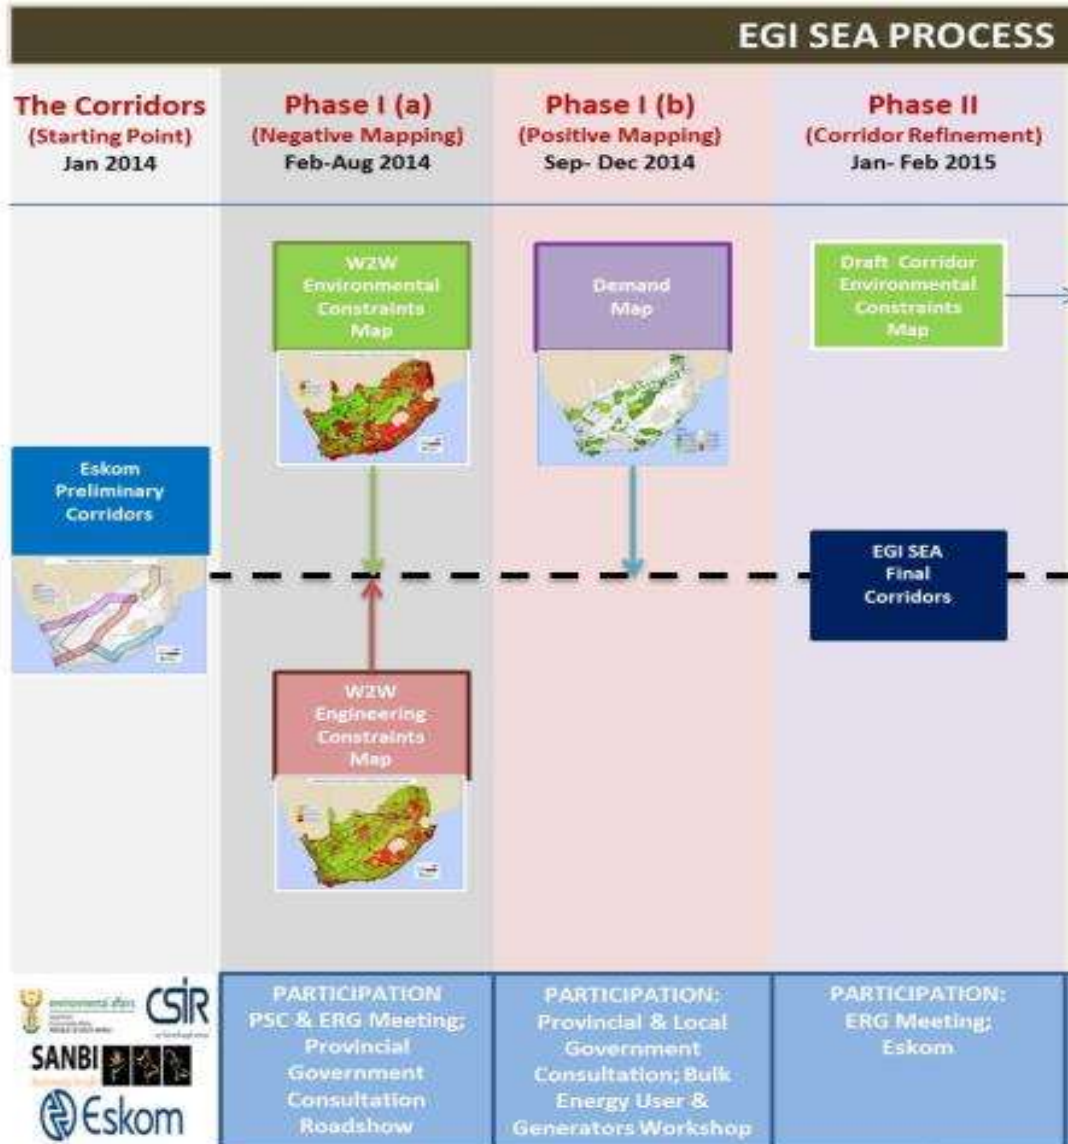 EGI SEA PROCESS
The Corridors
(Starting Point)
Jan 2014
Phase I (a)
(Negative Mapping)
Feb-Aug 2014
Phase I (b)
(Positive Mapping)
Sep- Dec 2014
Phase II
(Corridor Refinement)
Jan- Feb 2015
Eskom
Preliminary
Corridors
W2W
Environmental
Constraints
Map
W2W
Engineering
Constraints
Map
Demand
Map
Draft Corridor
Environmental
Constraints
Map
EGI SEA
Final
Corridors
environmental affairs
CSIR
SANBI
Eskom
PARTICIPATION
PSC & ERG Meeting;
Provincial
Government
Consultation
Roadshow
PARTICIPATION:
Provincial & Local
Government
Consultation; Bulk
Energy User &
Generators Workshop
PARTICIPATION:
ERG Meeting;
Eskom